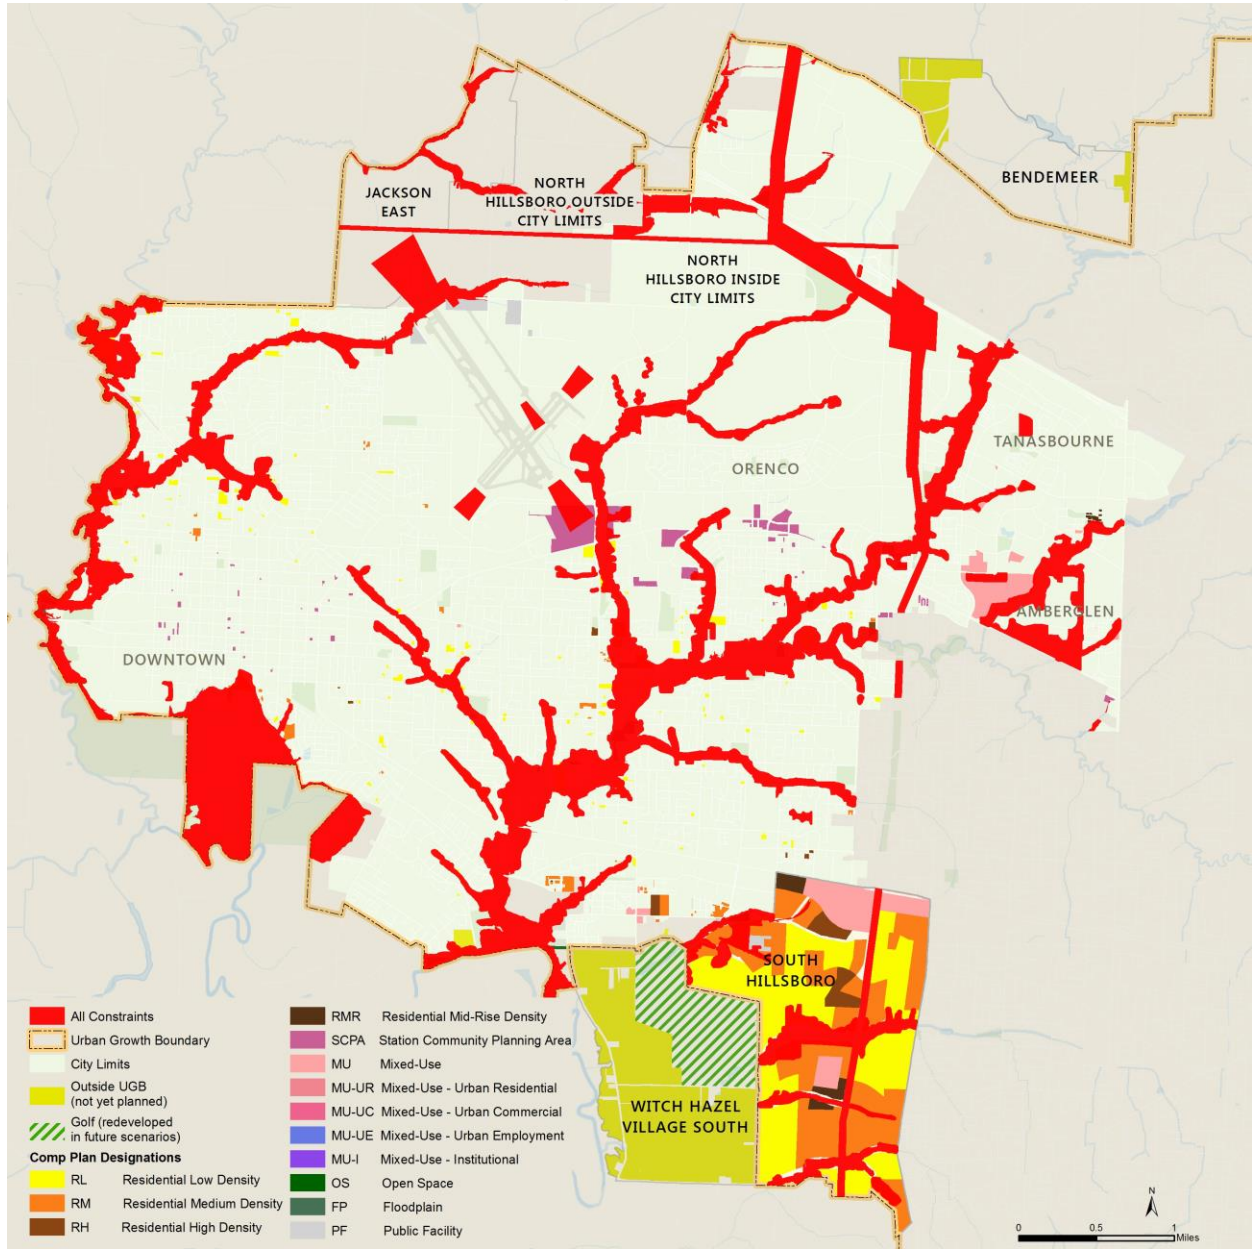 BENDEMEER
JACKSON
EAST
NORTH
HILLSBORO OUTSIDE
CITY LIMITS
NORTH
HILLSBORO INSIDE
CITY LIMITS
TANASBOURNE
ORENCO
AMBERGLEN
DOWNTOWN
SOUTH
HILLSBORO
WITCH HAZEL
VILLAGE SOUTH
All Constraints
Urban Growth Boundary
City Limits
Outside UGB
(not yet planned)
Golf (redeveloped
in future scenarios)
Comp Plan Designations
RL Residential Low Density
RM Residential Medium Density
RH Residential High Density
RMR Residential Mid-Rise Density
SCPA Station Community Planning Area
MU Mixed-Use
MU-UR Mixed-Use - Urban Residential
MU-UC Mixed-Use - Urban Commercial
MU-UE Mixed-Use - Urban Employment
MU-I Mixed-Use - Institutional
OS Open Space
FP Floodplain
PF Public Facility
N
0 0.5 1
Miles